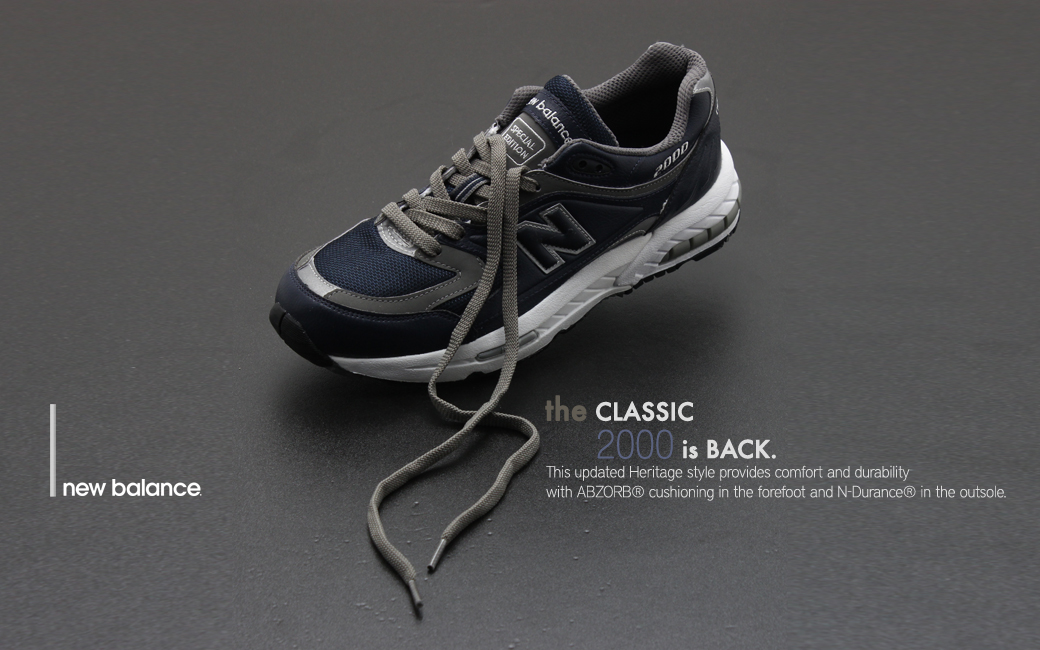 new balance
SPECIAL
EDITION
2000
N
the CLASSIC
2000 is BACK.
This updated Heritage style provides comfort and durability
with ABZORB® cushioning in the forefoot and N-Durance® in the outsole.
new balance